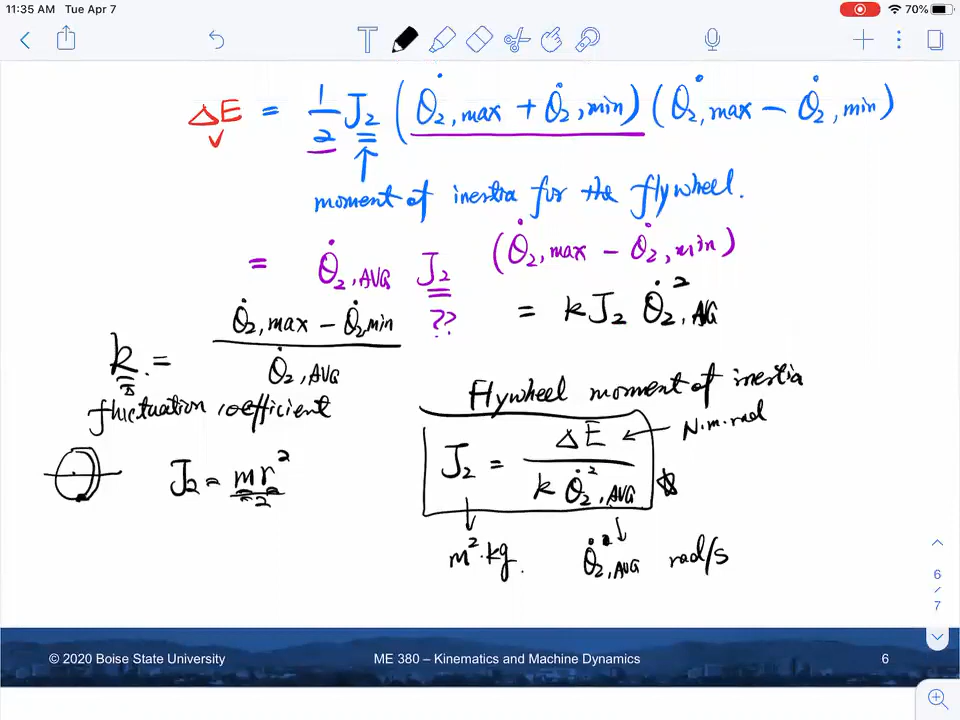 11:35 AM Tue Apr 7 70%
ΔE = 1/2 J₂ (θ̇₂,max + θ̇₂,min) (θ̇₂,max − θ̇₂,min)
moment of inertia for the flywheel.
= θ̇₂,AVG J₂ (θ̇₂,max − θ̇₂,min)
??
= k J₂ θ̇²₂,AG
k = (θ̇₂,max − θ̇₂min) / θ̇₂,AVG
fluctuation coefficient
Flywheel moment of inertia
J₂ = ΔE / (k θ̇²₂,AVG)
N.m.rad
J₂ = mr² / 2
m²·kg.
θ̇₂,AVG rad/s
6
/
7
© 2020 Boise State University
ME 380 – Kinematics and Machine Dynamics
6